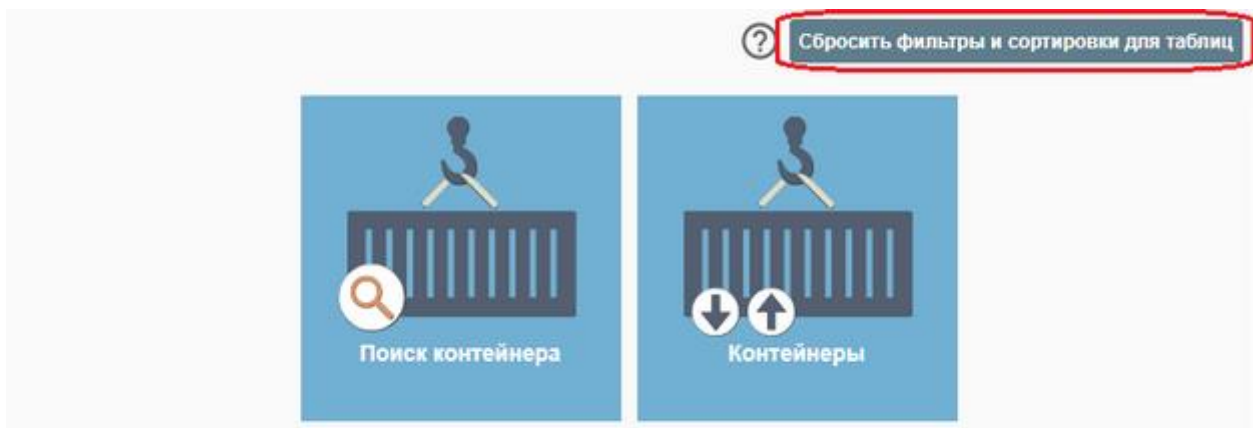 Сбросить фильтры и сортировки для таблиц
Поиск контейнера
Контейнеры